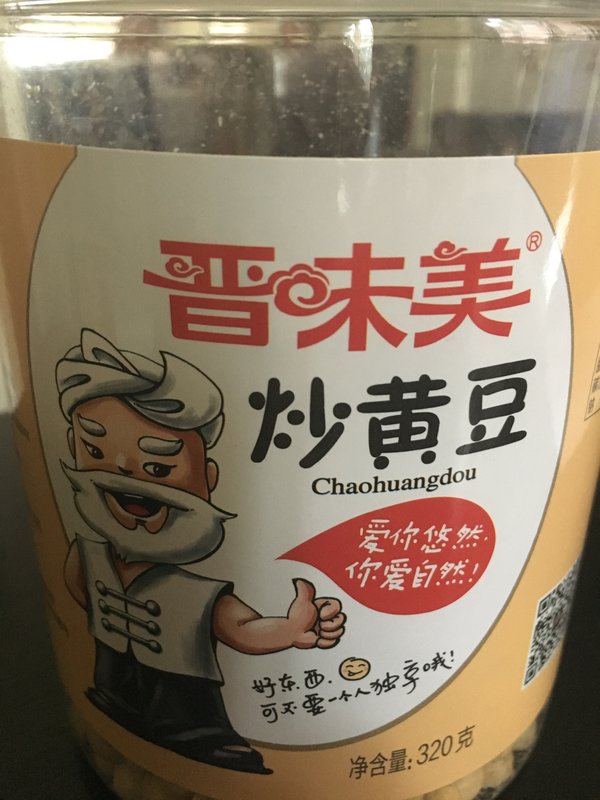 晋味美®
炒黄豆
Chaohuangdou
爱你悠然.
你爱自然!
好东西.
可不要一个人独享哦!
净含量:320克